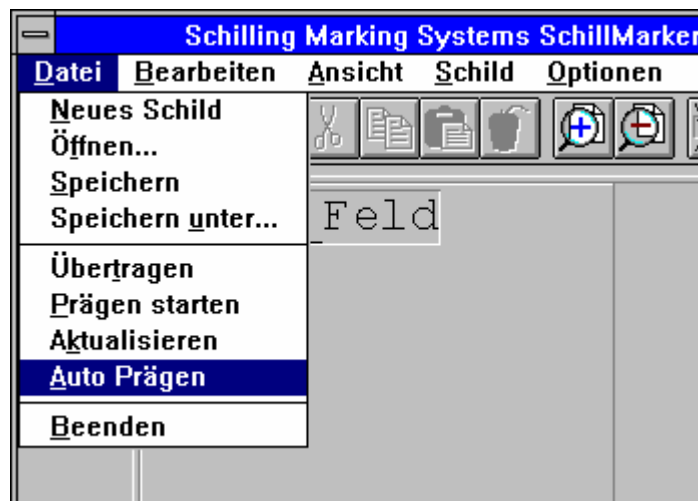 Schilling Marking Systems SchillMarker
Datei Bearbeiten Ansicht Schild Optionen
Neues Schild
Öffnen...
Speichern
Speichern unter...
_Feld
Übertragen
Prägen starten
Aktualisieren
Auto Prägen
Beenden